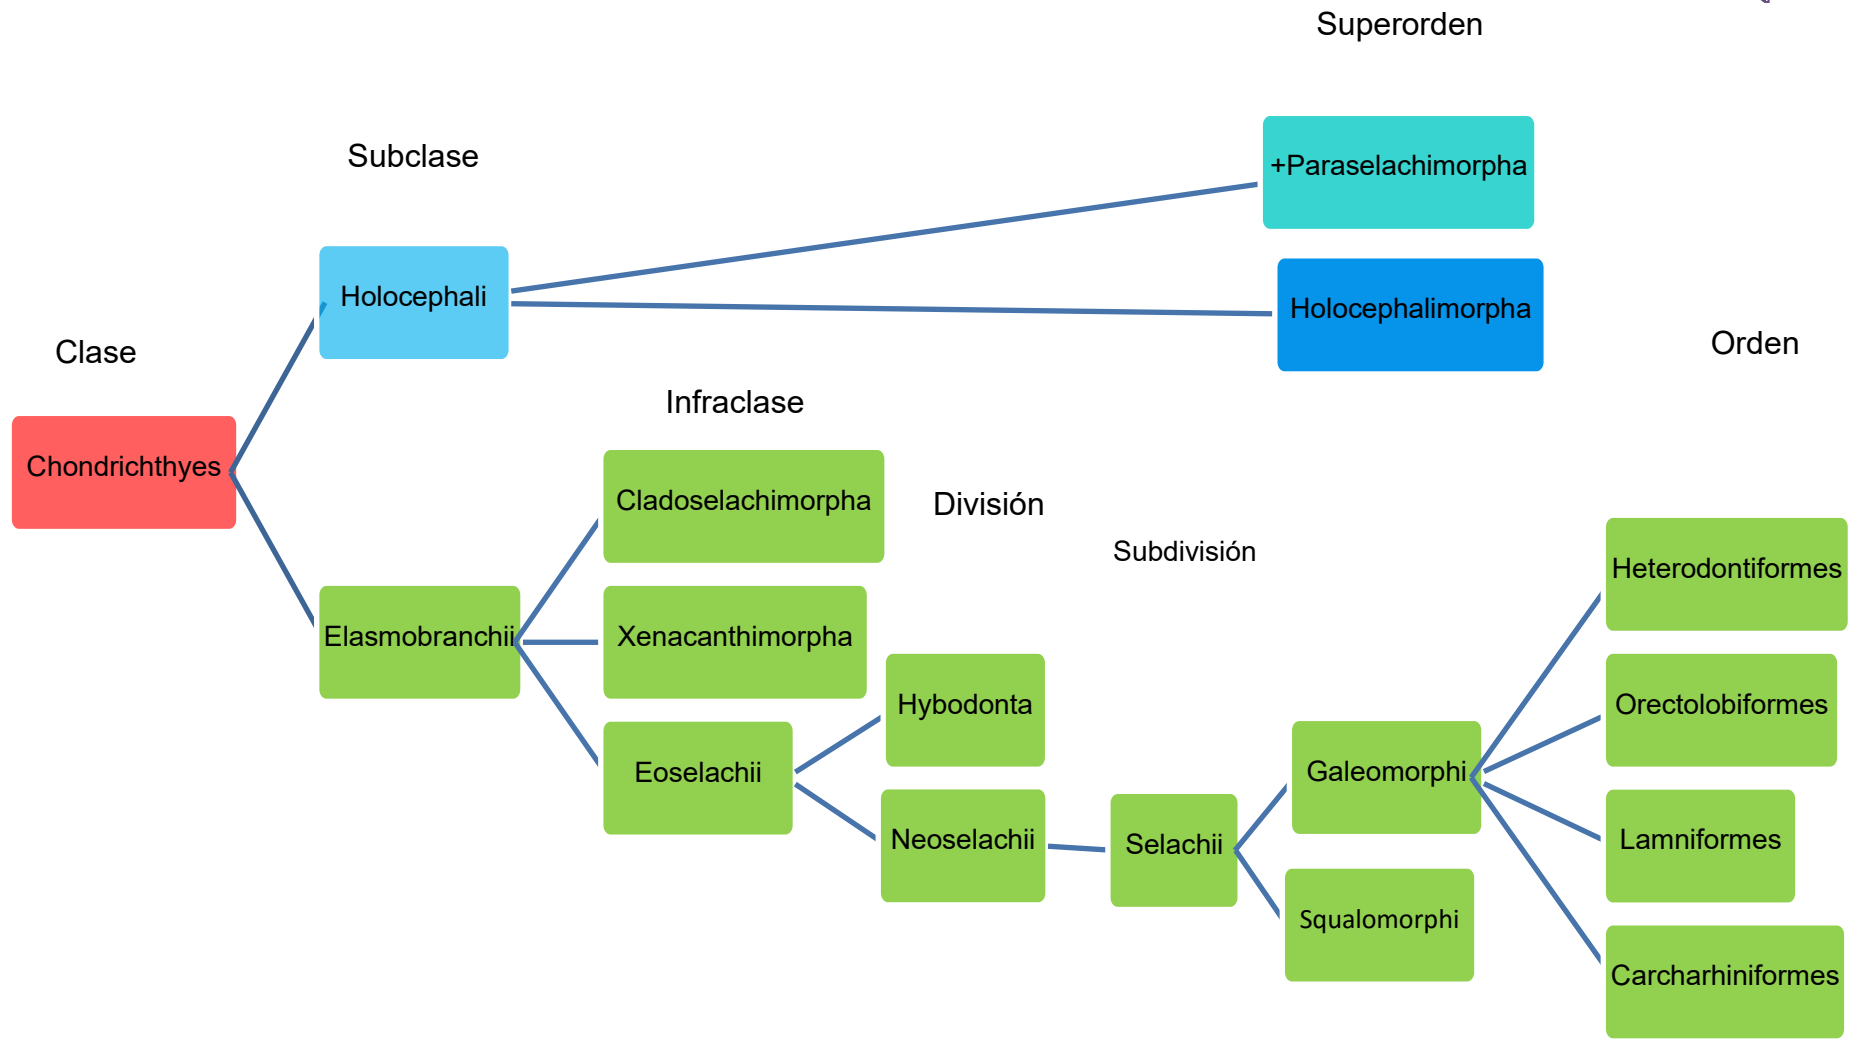 Superorden
Subclase
+Paraselachimorpha
Holocephali
Holocephalimorpha
Clase
Orden
Infraclase
Chondrichthyes
Cladoselachimorpha
División
Subdivisión
Heterodontiformes
Elasmobranchii
Xenacanthimorpha
Hybodonta
Orectolobiformes
Eoselachii
Galeomorphi
Neoselachii
Selachii
Lamniformes
Squalomorphi
Carcharhiniformes